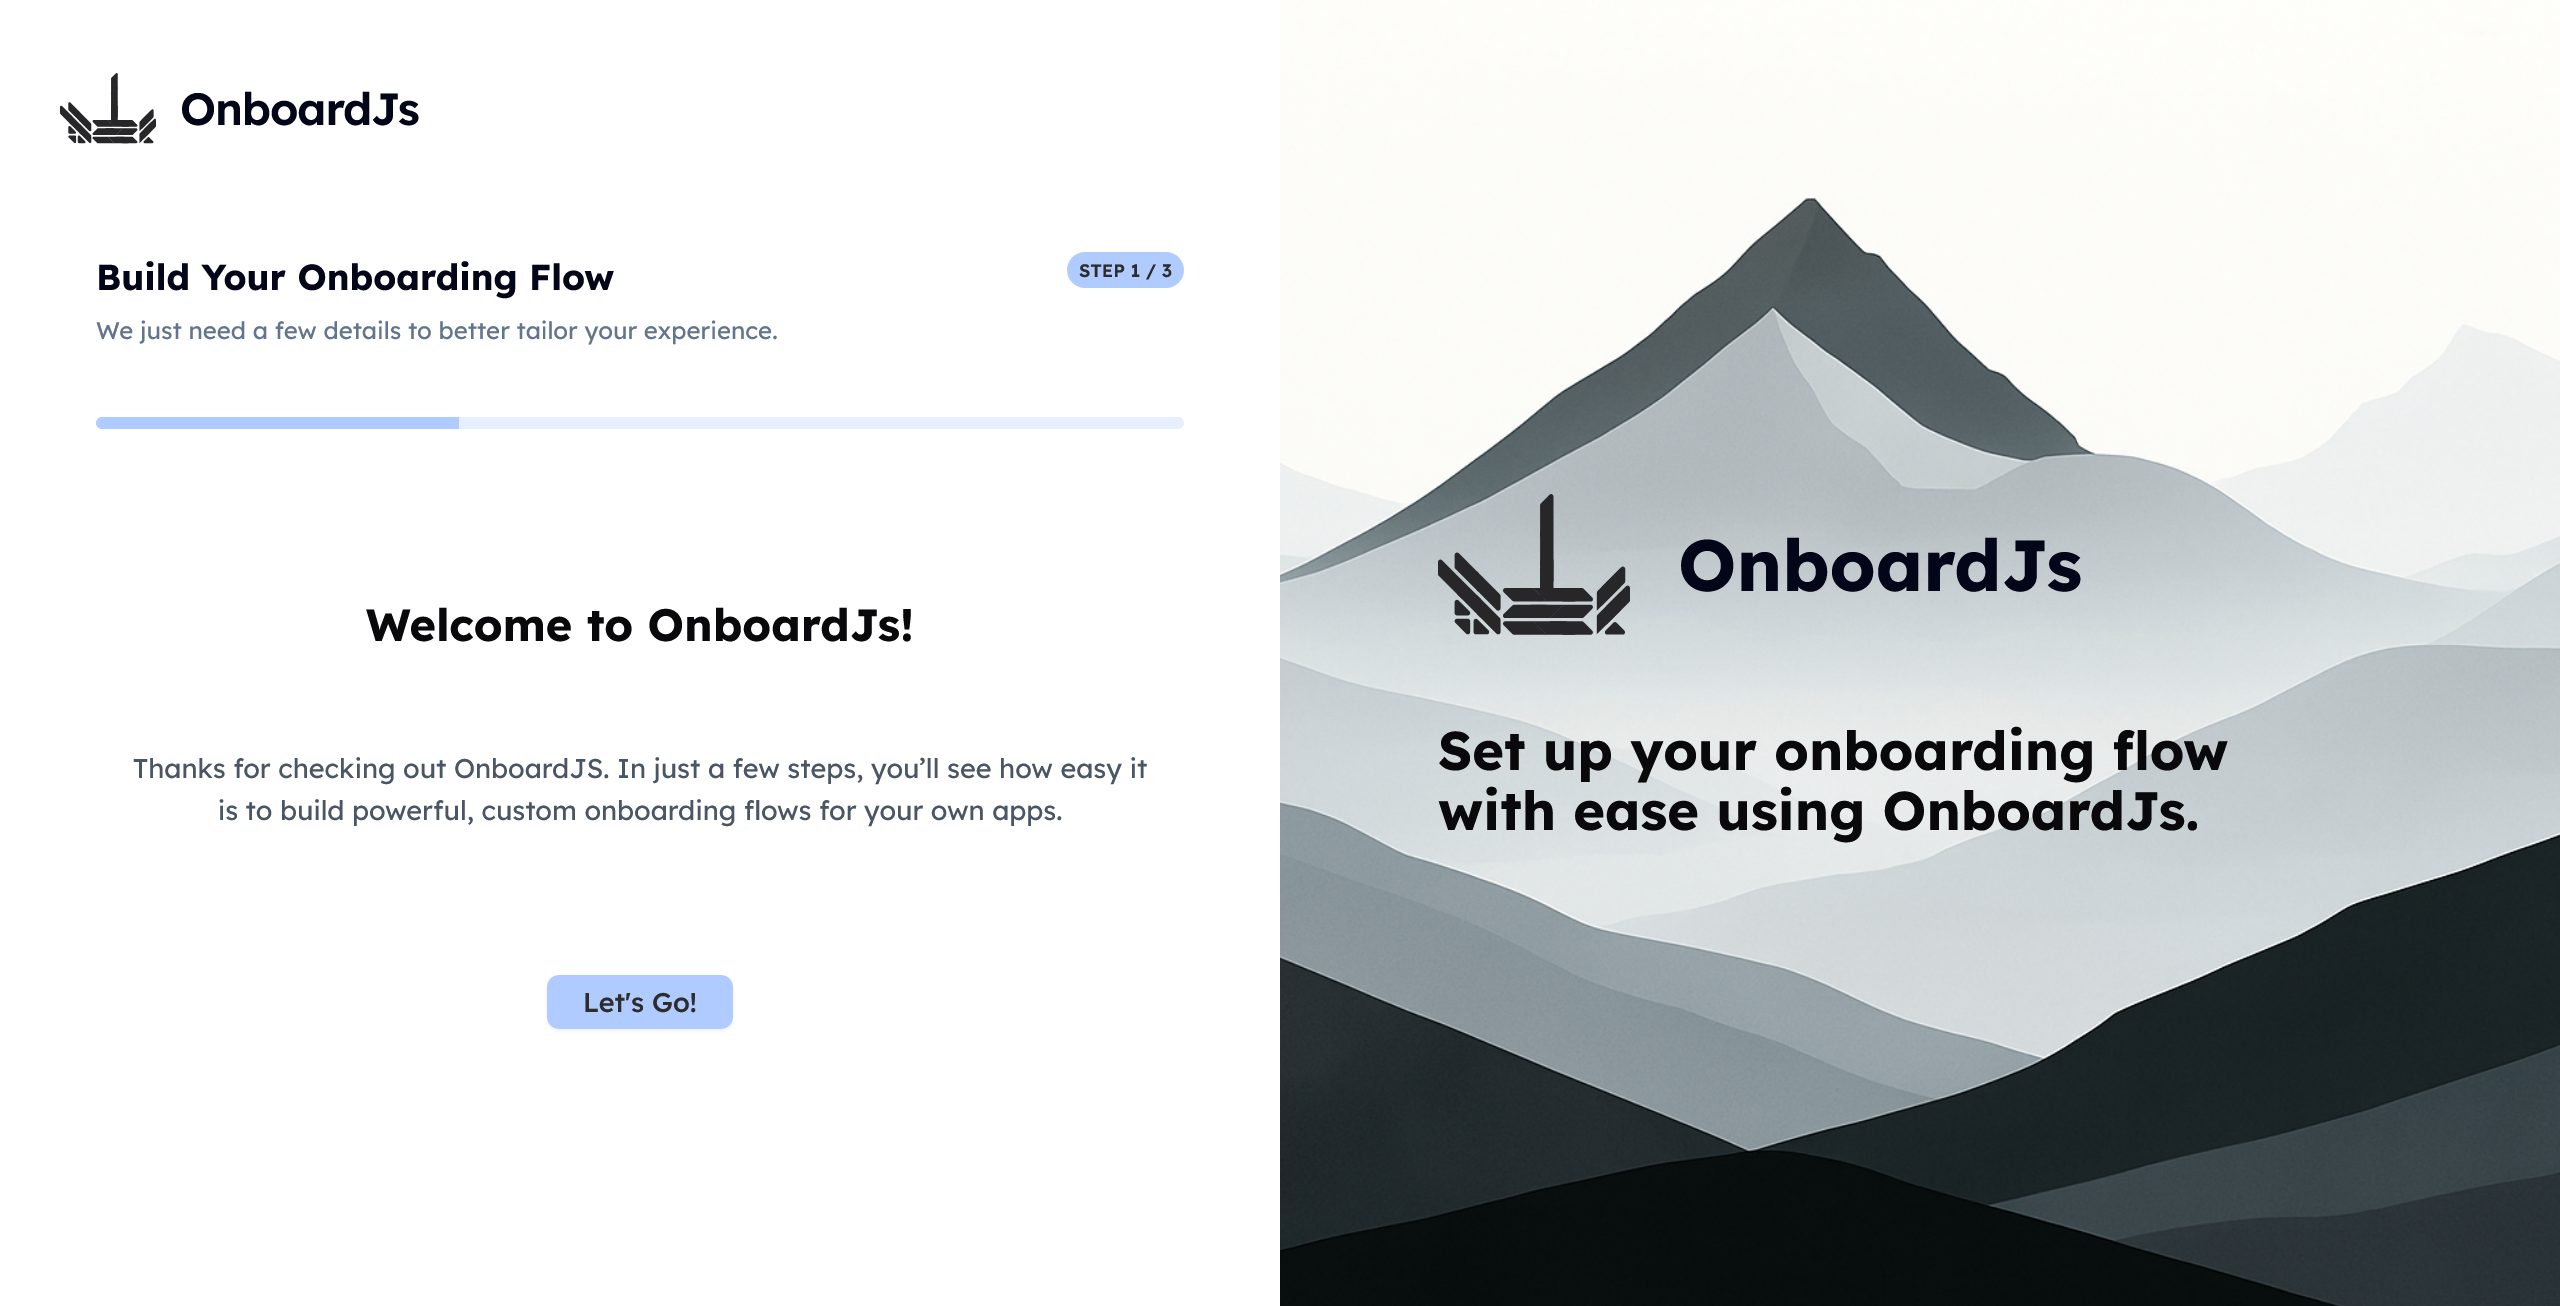 OnboardJs
Build Your Onboarding Flow
STEP 1 / 3
We just need a few details to better tailor your experience.
Welcome to OnboardJs!
Thanks for checking out OnboardJS. In just a few steps, you’ll see how easy it
is to build powerful, custom onboarding flows for your own apps.
Let's Go!
OnboardJs
Set up your onboarding flow
with ease using OnboardJs.